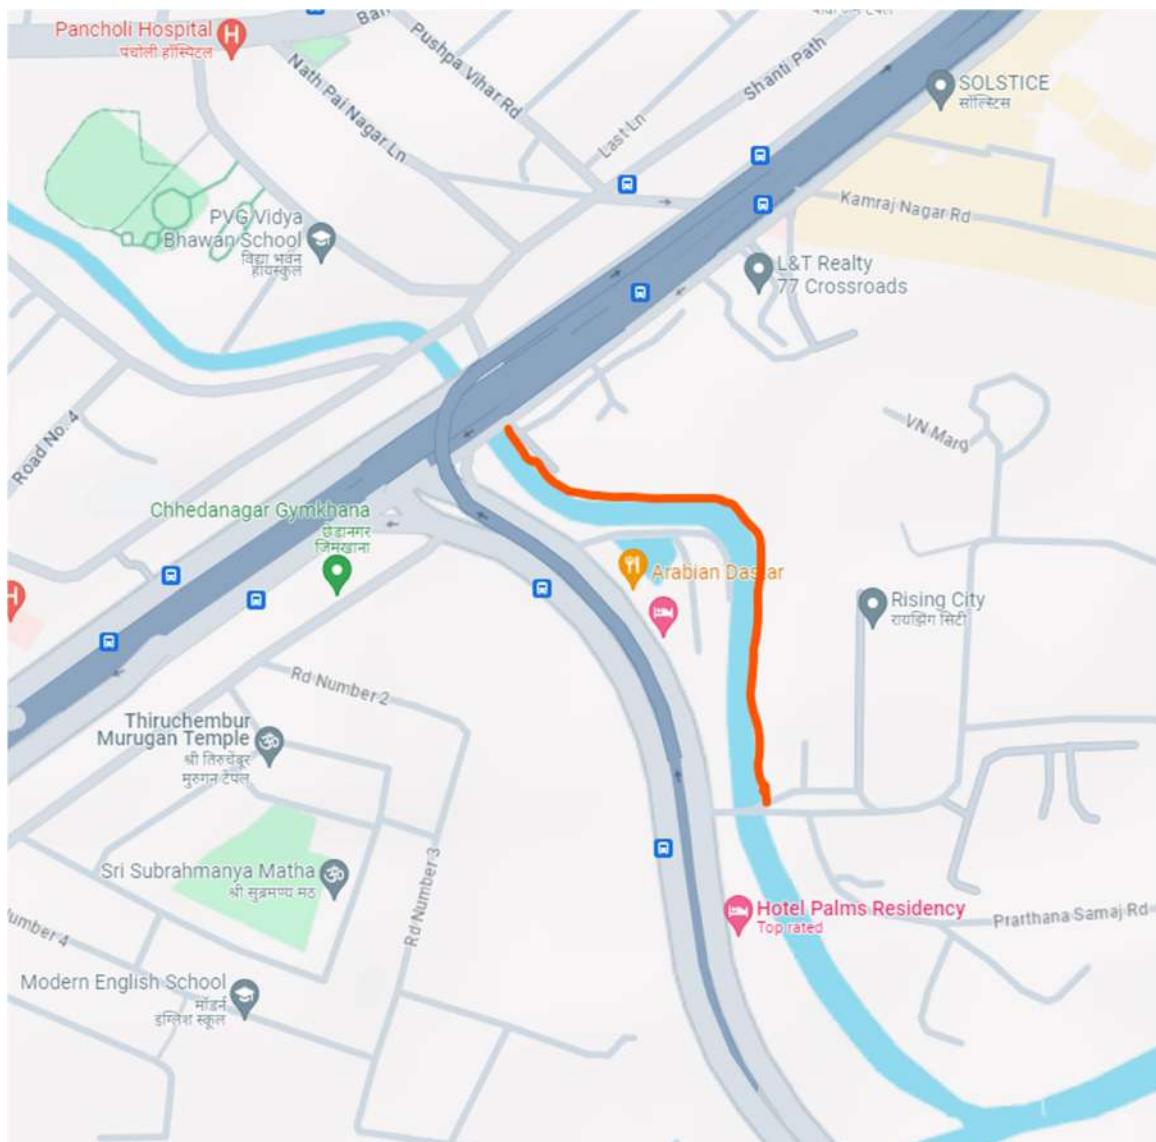 Pancholi Hospital
पंचोली हॉस्पिटल
Ban
Pushpa Vihar Rd
Nath Pai Nagar Ln
Shanti Path
Last Ln
SOLSTICE
सॉल्स्टिस
Kamraj Nagar Rd
PVG Vidya
Bhawan School
विद्या भवन
हायस्कूल
L&T Realty
77 Crossroads
VN Marg
Road No. 4
Chhedanagar Gymkhana
छेडानगर
जिमखाना
Arabian Dastar
Rising City
रायझिंग सिटी
Rd Number 2
Thiruchembur
Murugan Temple
श्री तिरुचेंबूर
मुरुगन टेंपल
Sri Subrahmanya Matha
श्री सुब्रमण्य मठ
Rd Number 3
Hotel Palms Residency
Top rated
Prarthana Samaj Rd
umber 4
Modern English School
मॉडर्न
इंग्लिश स्कूल